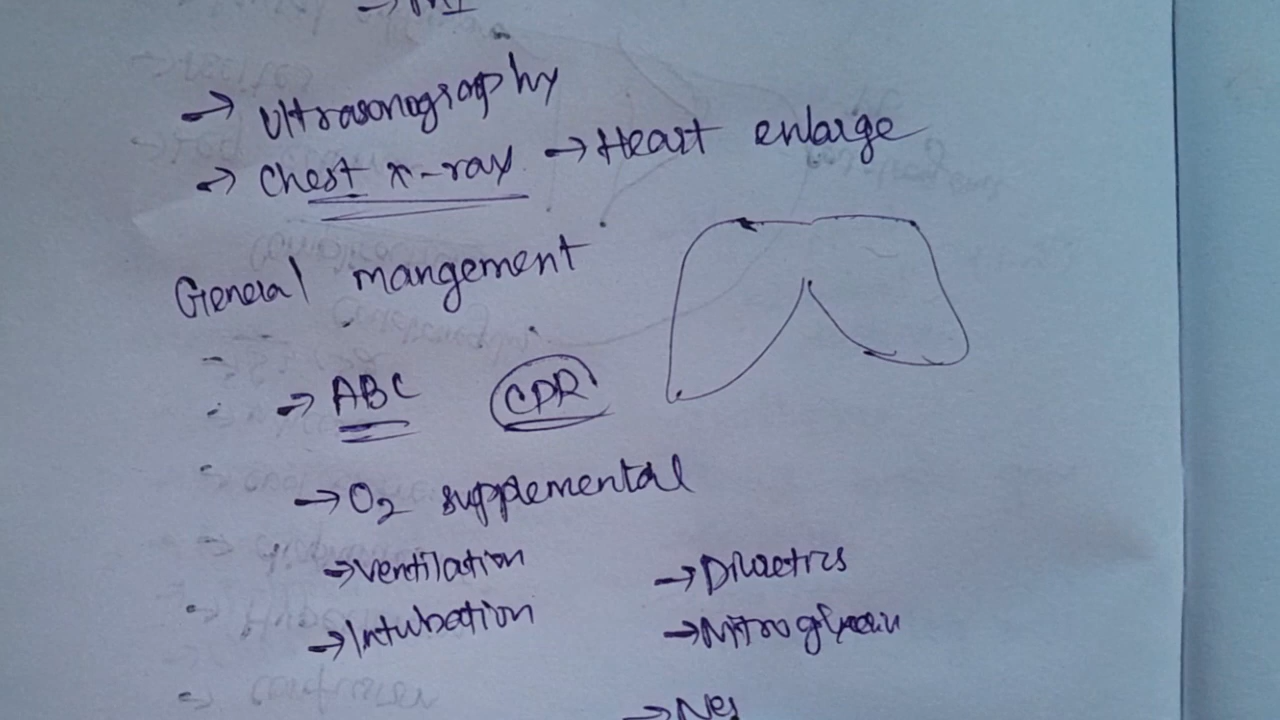 → Ultrasonography
→ Chest x-ray → Heart enlarge
General mangement
→ ABC CPR
→ O2 supplemental
→ ventilation
→ Intubation
→ Diuretics
→ Nitroglycerin